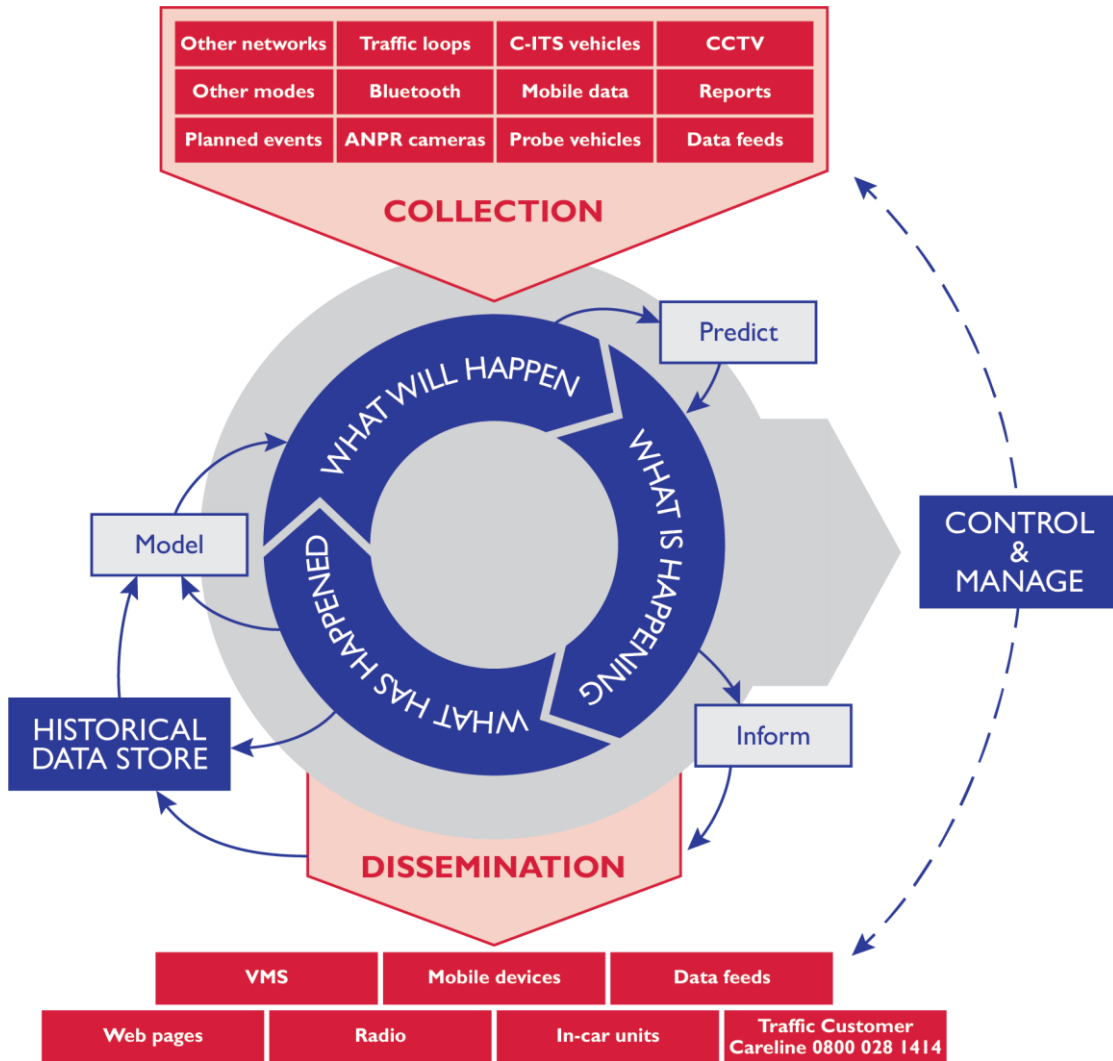 Other networks
Traffic loops
C-ITS vehicles
CCTV
Other modes
Bluetooth
Mobile data
Reports
Planned events
ANPR cameras
Probe vehicles
Data feeds
COLLECTION
Predict
WHAT WILL HAPPEN
WHAT IS HAPPENING
WHAT HAS HAPPENED
Model
CONTROL
&
MANAGE
HISTORICAL
DATA STORE
Inform
DISSEMINATION
VMS
Mobile devices
Data feeds
Web pages
Radio
In-car units
Traffic Customer
Careline 0800 028 1414